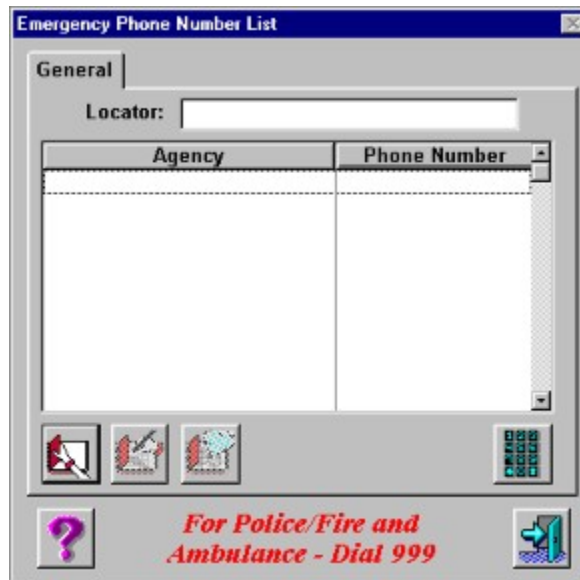 Emergency Phone Number List
General
Locator:
Agency Phone Number
For Police/Fire and
Ambulance - Dial 999